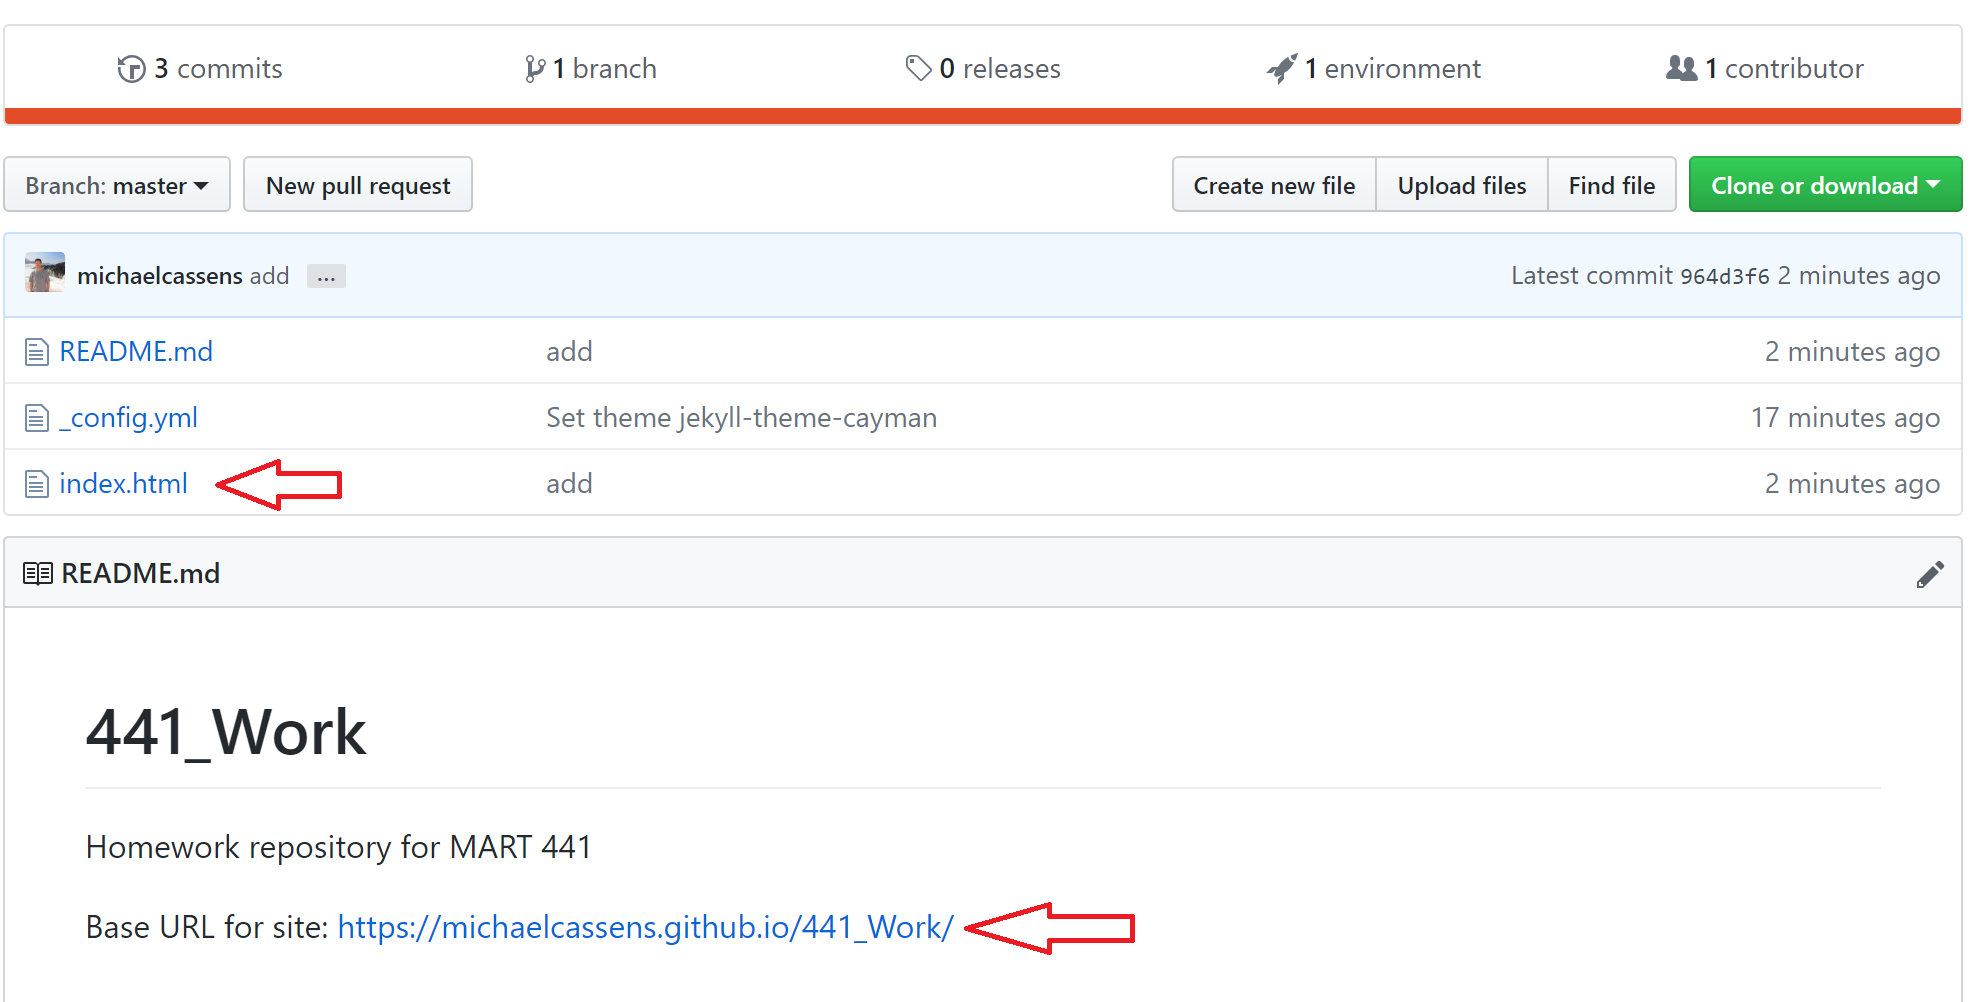 3 commits 1 branch 0 releases 1 environment 1 contributor
Branch: master New pull request Create new file Upload files Find file Clone or download
michaelcassens add ... Latest commit 964d3f6 2 minutes ago
README.md add 2 minutes ago
_config.yml Set theme jekyll-theme-cayman 17 minutes ago
index.html add 2 minutes ago
README.md
441_Work
Homework repository for MART 441
Base URL for site: https://michaelcassens.github.io/441_Work/